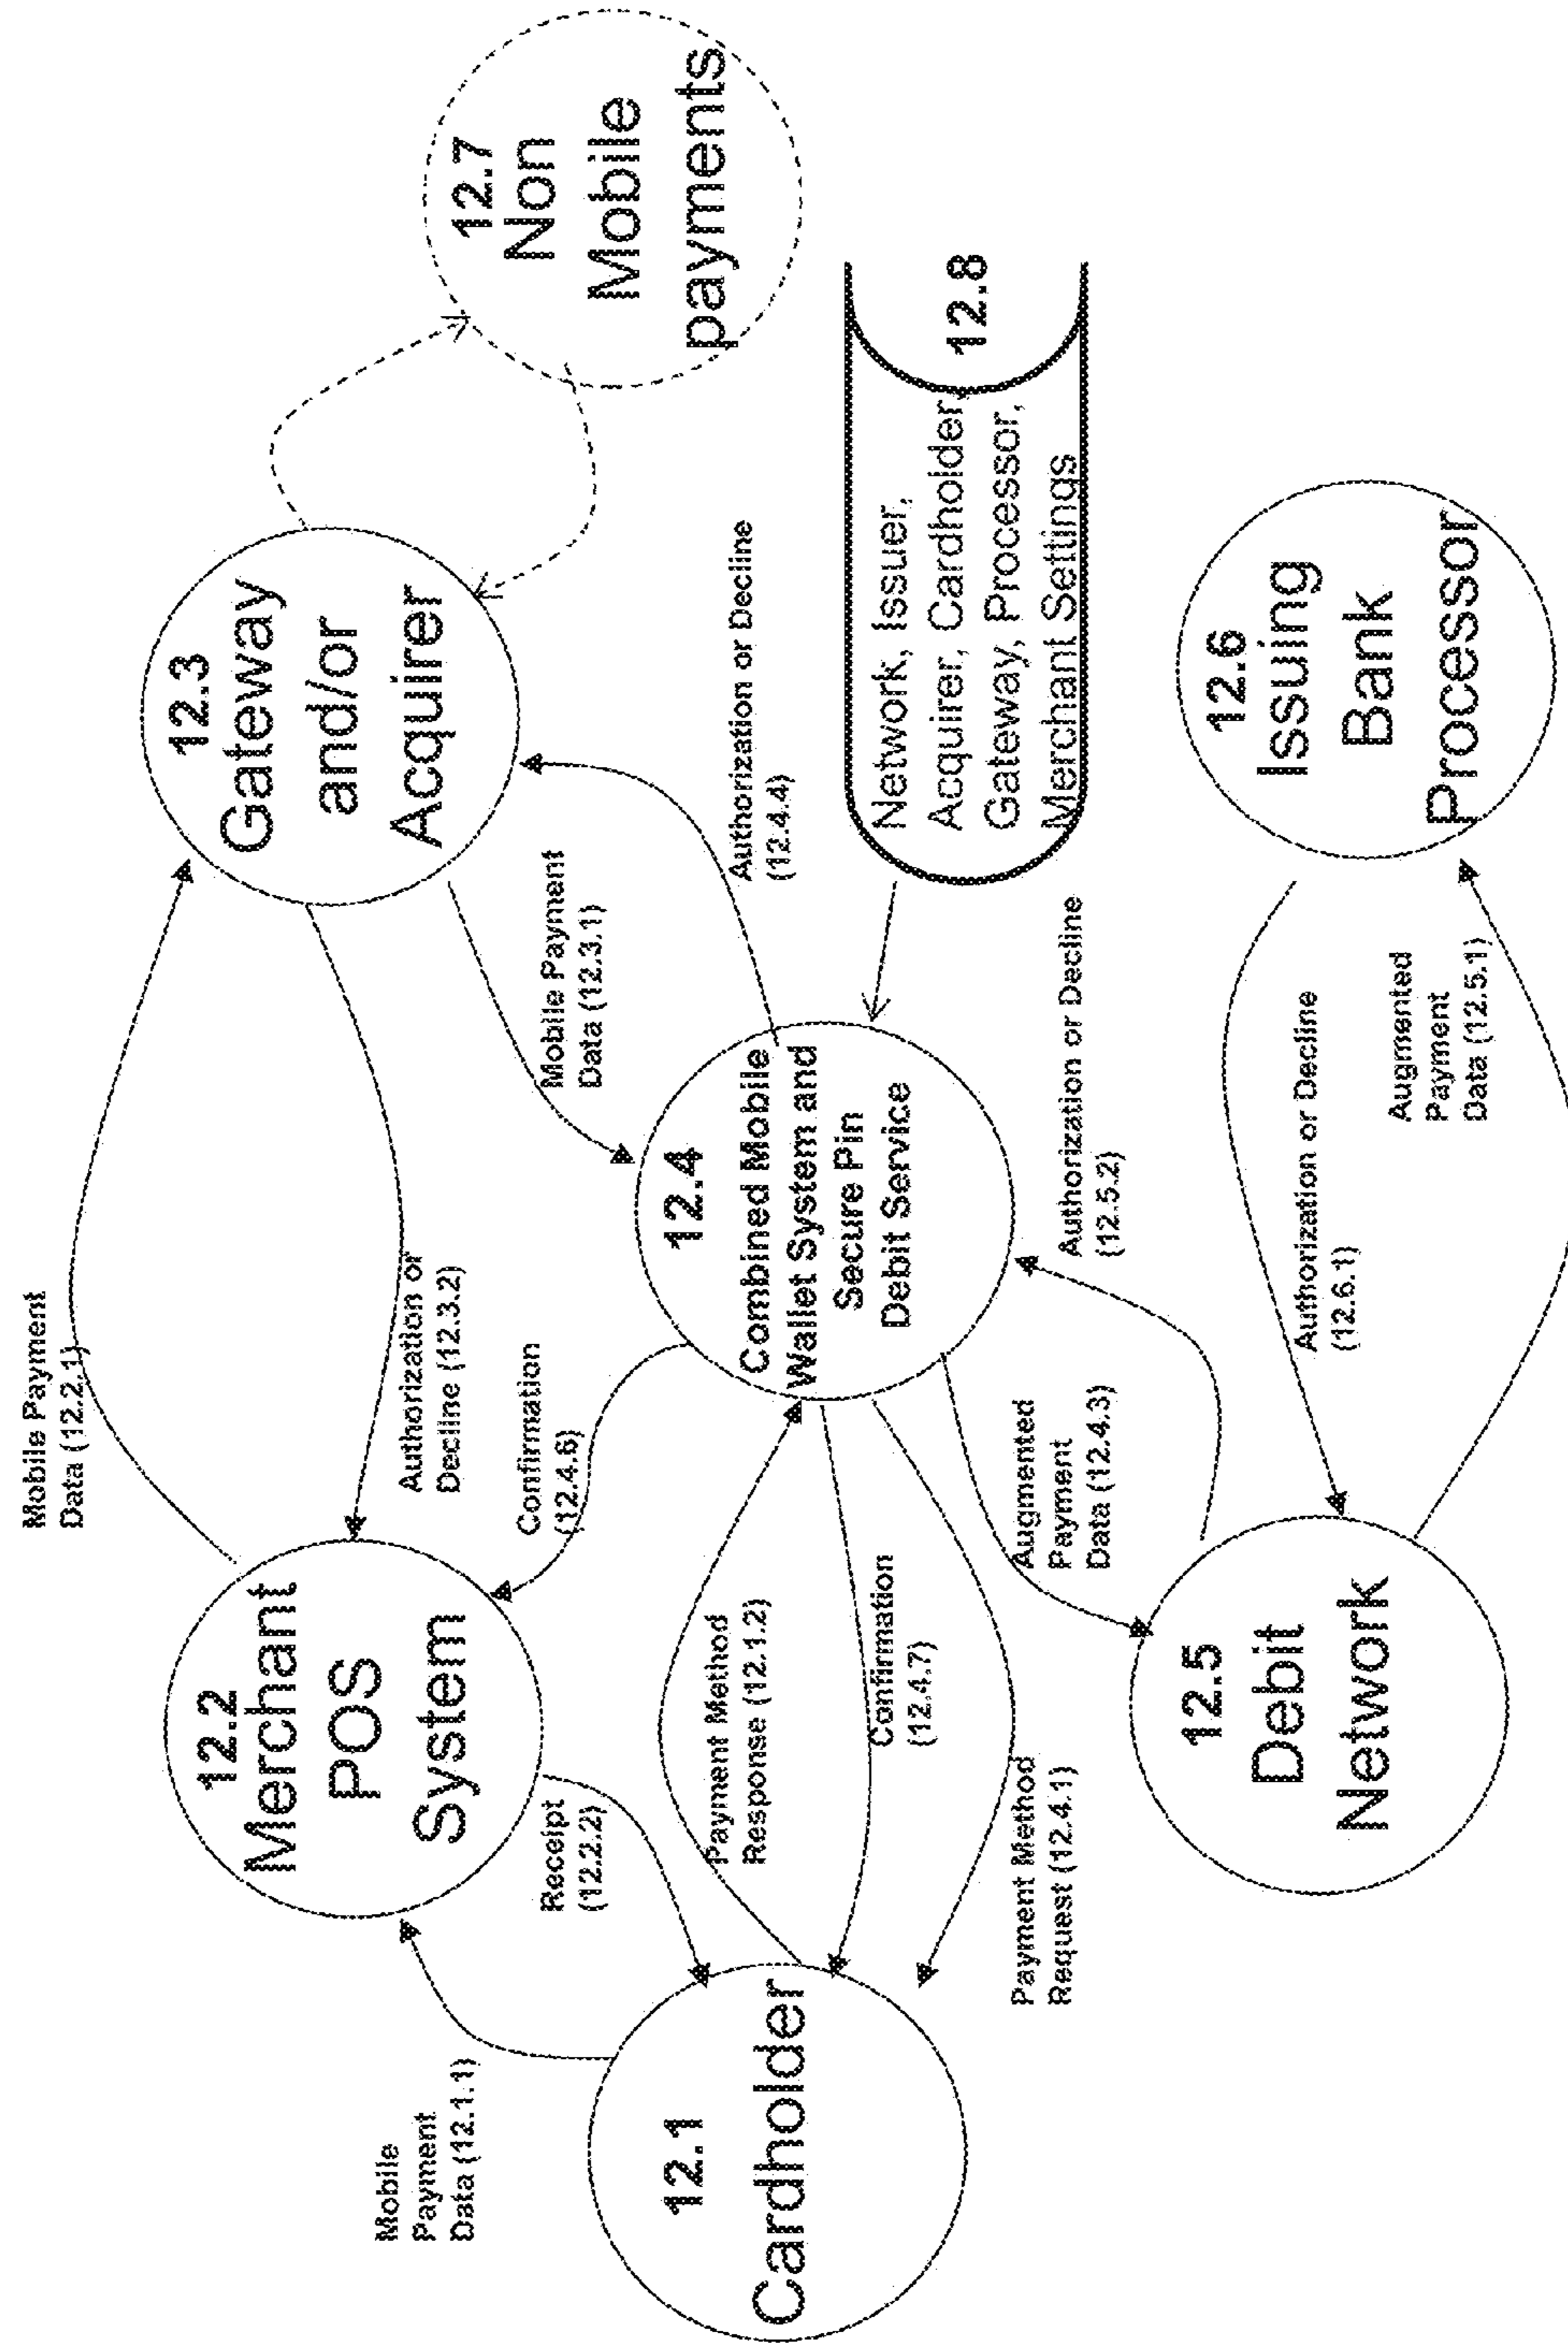 Mobile Payment
Data (12.2.1)
12.3
Gateway
and/or
Acquirer
12.2
Merchant
POS
System
Authorization or
Decline (12.3.2)
12.7
Non
Mobile
payments
Mobile
Payment
Data (12.1.1)
Receipt
(12.2.2)
Confirmation
(12.4.6)
Mobile Payment
Data (12.3.1)
Authorization or Decline
(12.4.4)
12.1
Cardholder
Payment Method
Response (12.1.2)
Confirmation
(12.4.7)
Payment Method
Request (12.4.1)
12.4
Combined Mobile
Wallet System and
Secure Pin
Debit Service
Network, Issuer,
Acquirer, Cardholder,
Gateway, Processor,
Merchant Settings
12.8
Augmented
Payment
Data (12.4.3)
Authorization or Decline
(12.5.2)
12.5
Debit
Network
Authorization or Decline
(12.6.1)
Augmented
Payment
Data (12.5.1)
12.6
Issuing
Bank
Processor